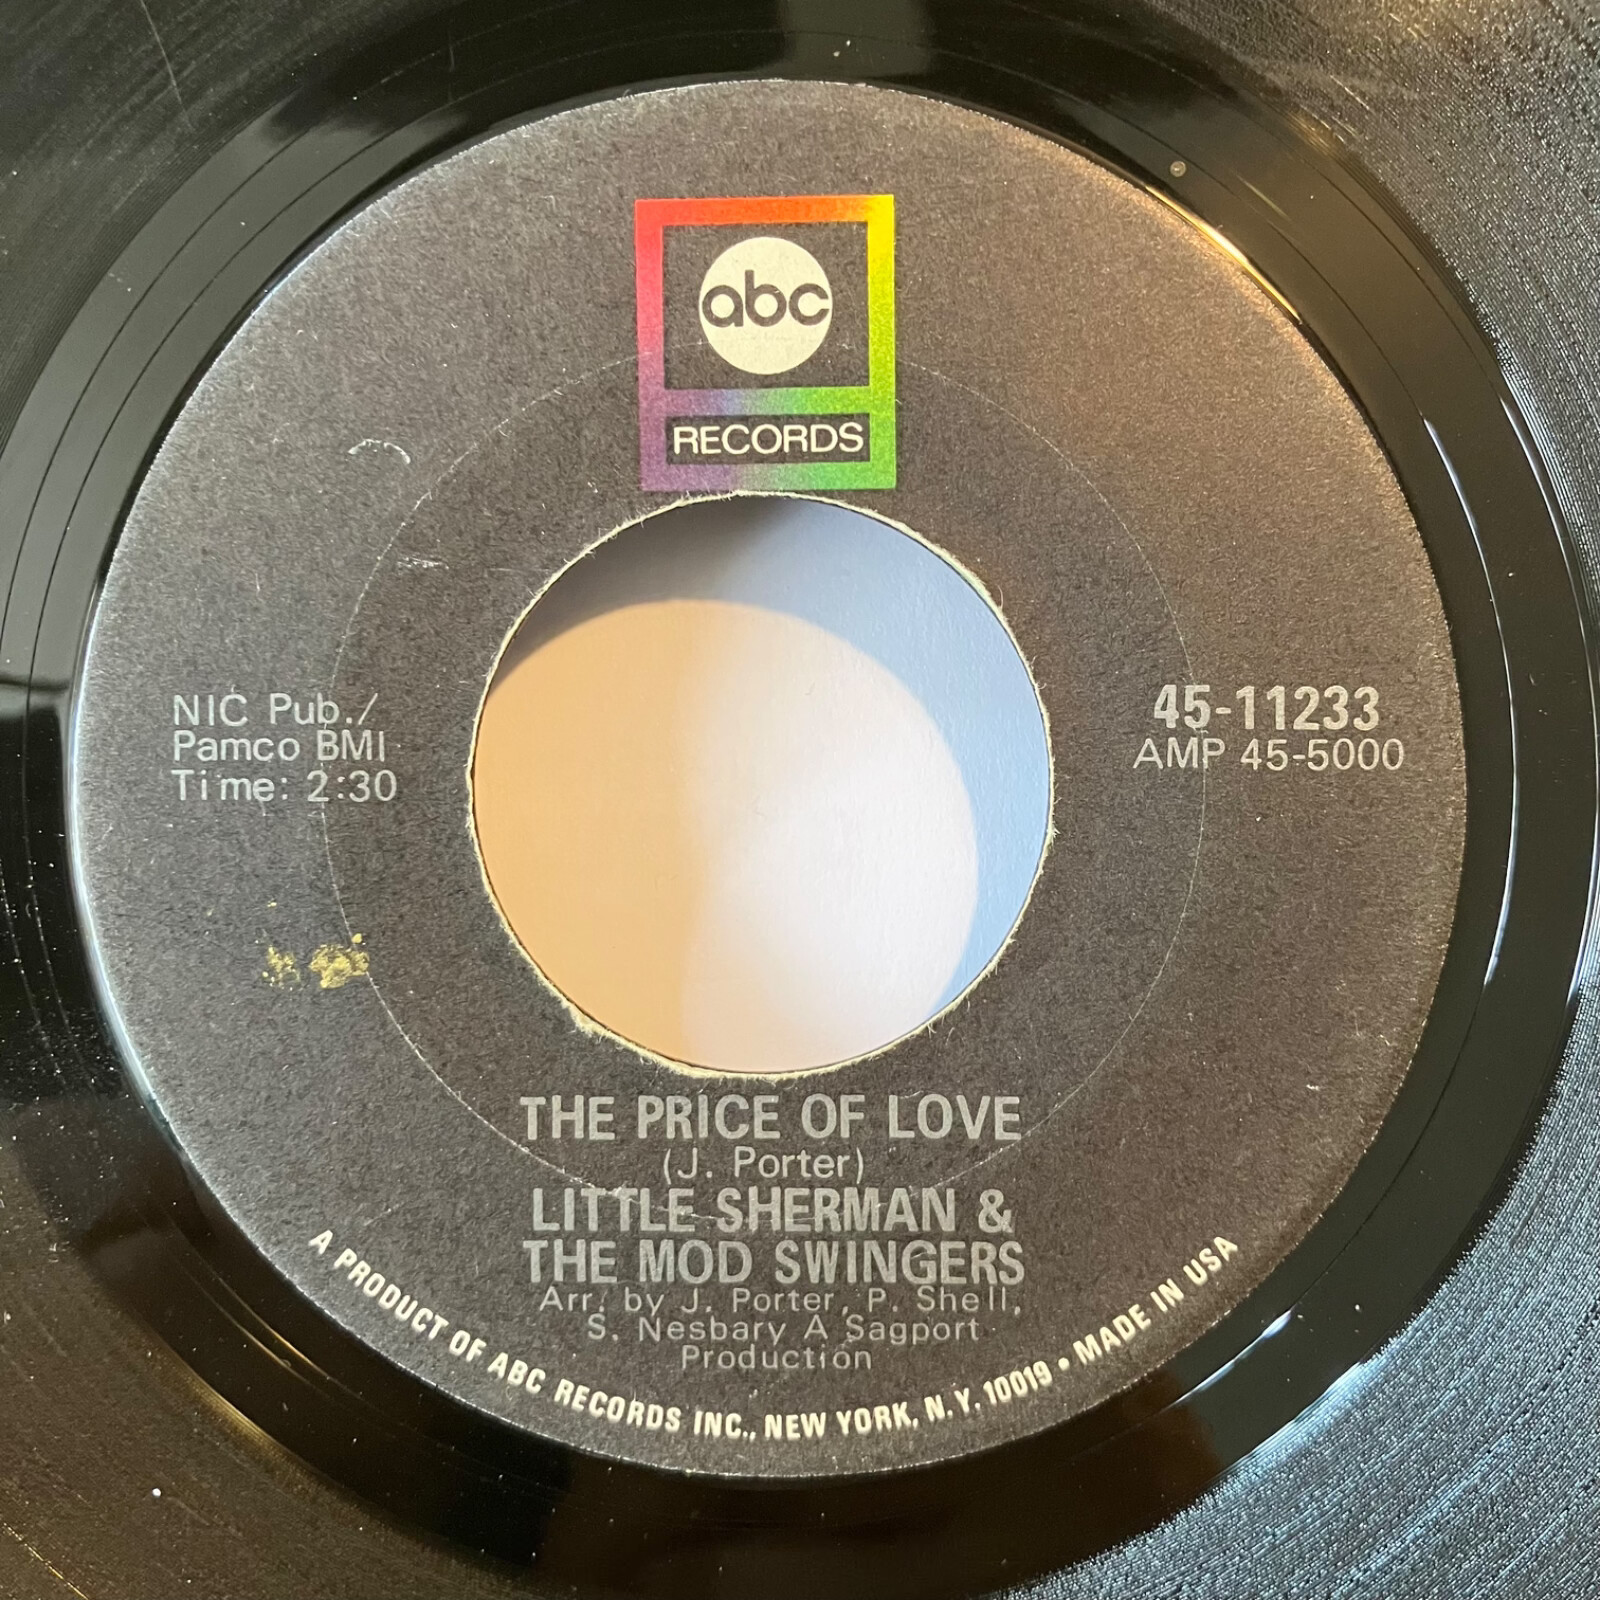 abc
RECORDS
NIC Pub./
Pamco BMI
Time: 2:30
45-11233
AMP 45-5000
THE PRICE OF LOVE
(J. Porter)
LITTLE SHERMAN &
THE MOD SWINGERS
Arr. by J. Porter, P. Shell,
S. Nesbary A Sagport
Production
A PRODUCT OF ABC RECORDS INC., NEW YORK, N.Y. 10019 • MADE IN USA